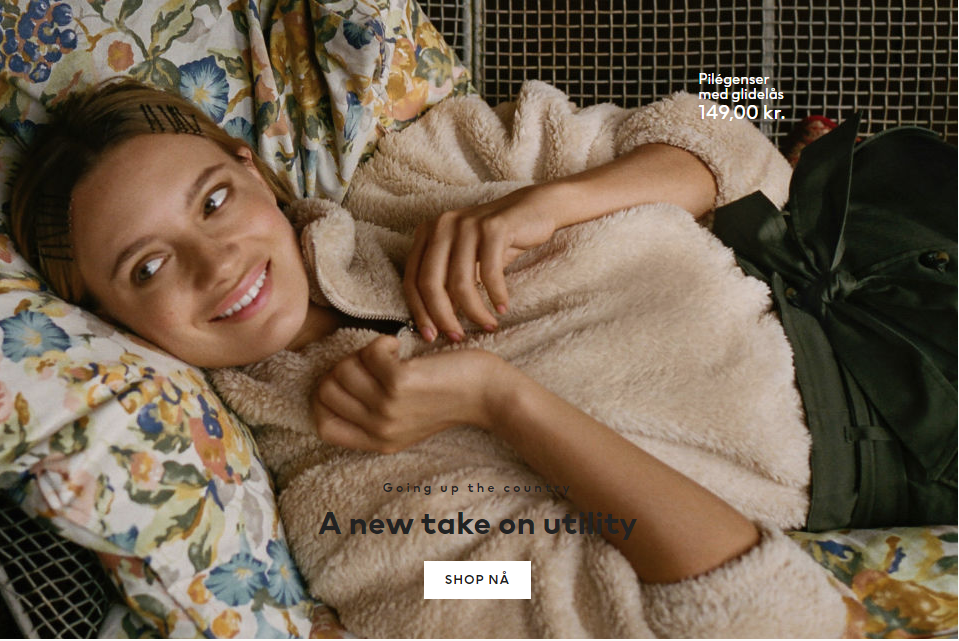 Pilégenser
med glidelås
149,00 kr.
Going up the country
A new take on utility
SHOP NÅ